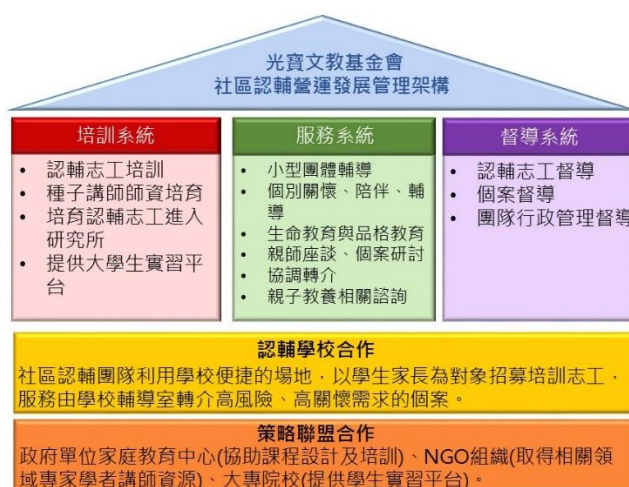 光寶文教基金會
社區認輔營運發展管理架構
培訓系統
• 認輔志工培訓
• 種子講師師資培育
• 培育認輔志工進入
研究所
• 提供大學生實習平
台
服務系統
• 小型團體輔導
• 個別關懷、陪伴、輔
導
• 生命教育與品格教育
• 親師座談、個案研討
• 協調轉介
• 親子教養相關諮詢
督導系統
• 認輔志工督導
• 個案督導
• 團隊行政管理督導
認輔學校合作
社區認輔團隊利用學校便捷的場地，以學生家長為對象招募培訓志工，
服務由學校輔導室轉介高風險、高關懷需求的個案。
策略聯盟合作
政府單位家庭教育中心(協助課程設計及培訓)、NGO組織(取得相關領
域專家學者講師資源)、大專院校(提供學生實習平台)。